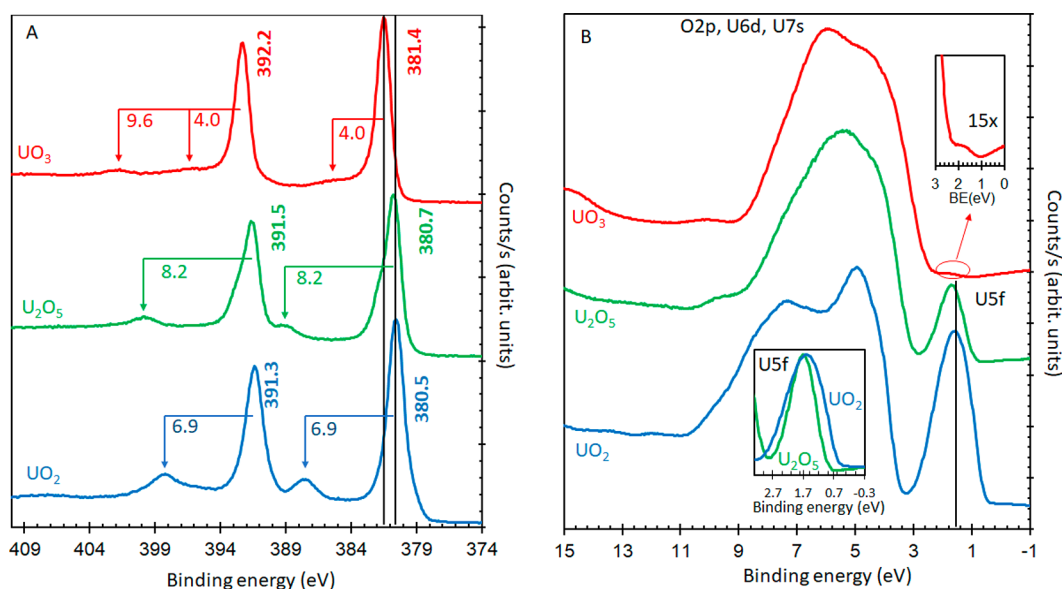 A
392.2
381.4
9.6
4.0
4.0
UO3
391.5
380.7
8.2
8.2
U2O5
391.3
380.5
6.9
6.9
UO2
409 404 399 394 389 384 379 374
Binding energy (eV)
Counts/s (arbit. units)
B
O2p, U6d, U7s
15x
3 2 1 0
BE(eV)
UO3
U5f
U2O5
U5f
UO2
U2O5
2.7 1.7 0.7 -0.3
Binding energy (eV)
UO2
15 13 11 9 7 5 3 1 -1
Binding energy (eV)
Counts/s (arbit. units)